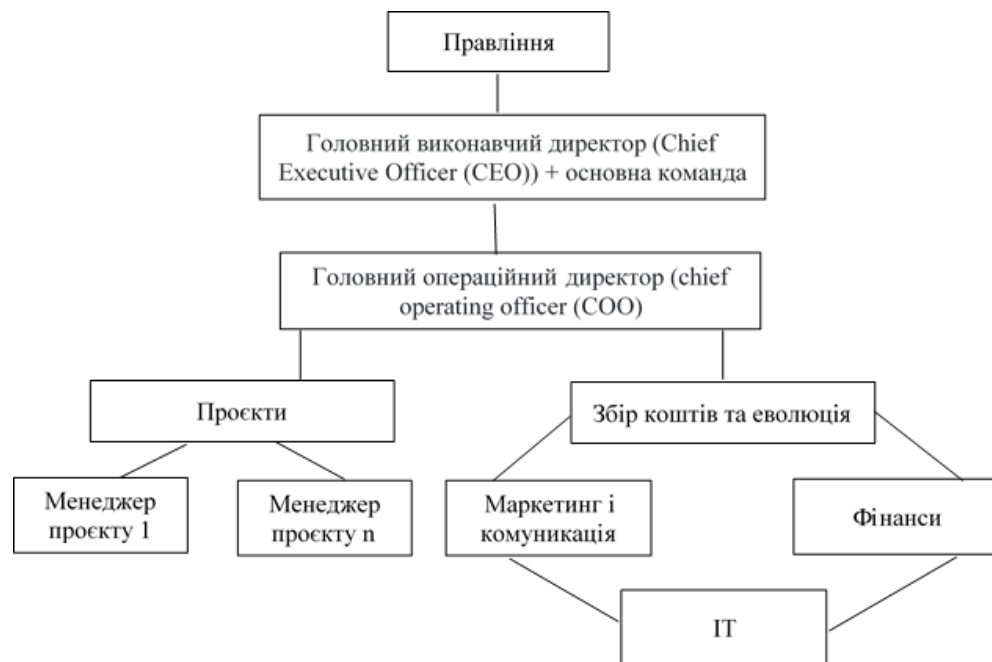 Правління
Головний виконавчий директор (Chief
Executive Officer (CEO)) + основна команда
Головний операційний директор (chief
operating officer (COO)
Проєкти
Збір коштів та еволюція
Менеджер
проєкту 1
Менеджер
проєкту n
Маркетинг і
комуникація
Фінанси
ІТ